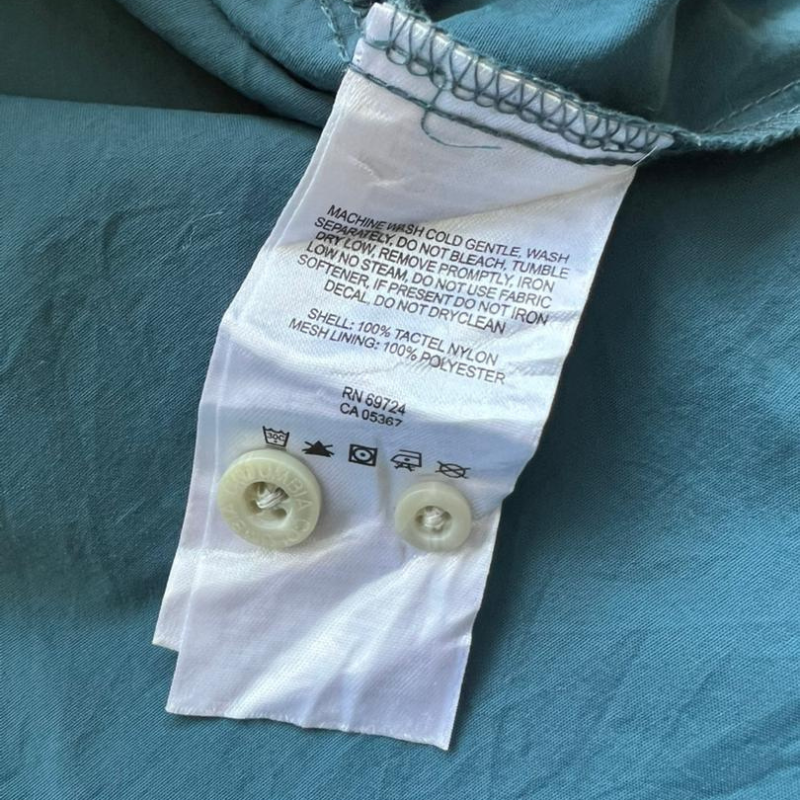 MACHINE WASH COLD GENTLE, WASH
SEPARATELY, DO NOT BLEACH, TUMBLE
DRY LOW, REMOVE PROMPTLY, IRON
LOW NO STEAM, DO NOT USE FABRIC
SOFTENER, IF PRESENT DO NOT IRON
DECAL, DO NOT DRYCLEAN
SHELL: 100% TACTEL NYLON
MESH LINING: 100% POLYESTER
RN 69724
CA 05367
30C
COLUMBIA